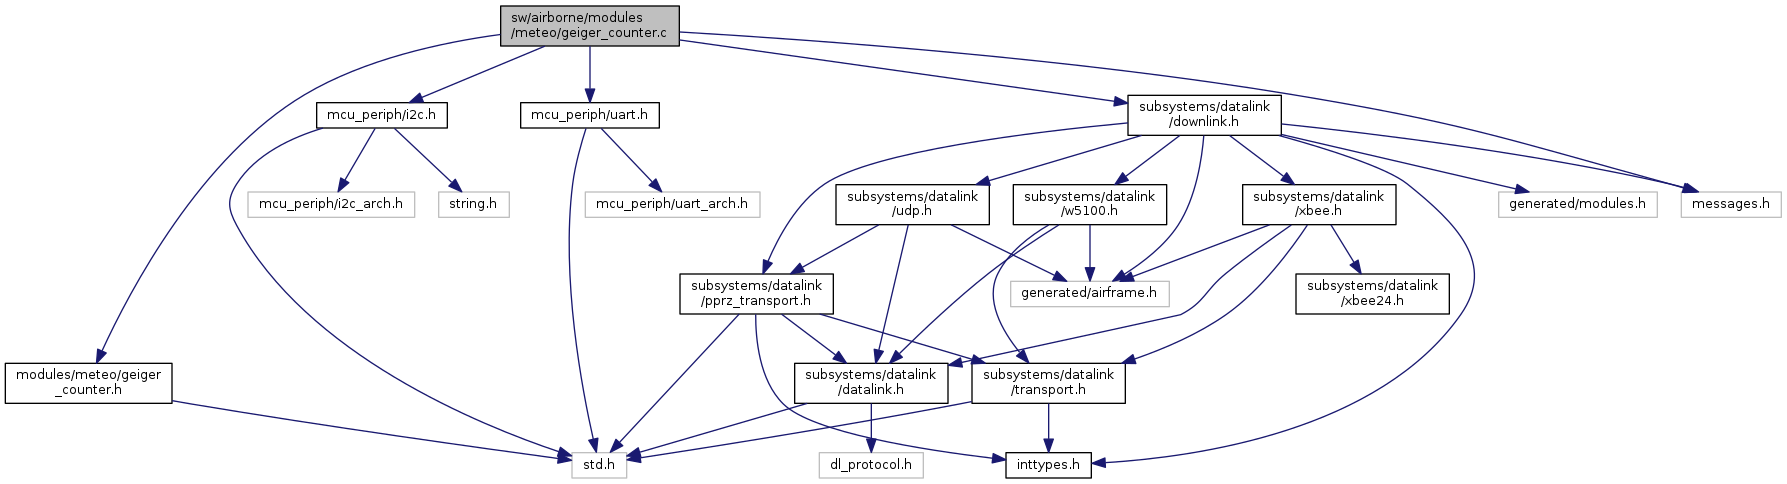 sw/airborne/modules
/meteo/geiger_counter.c
mcu_periph/i2c.h
mcu_periph/uart.h
subsystems/datalink
/downlink.h
mcu_periph/i2c_arch.h
string.h
mcu_periph/uart_arch.h
subsystems/datalink
/udp.h
subsystems/datalink
/w5100.h
subsystems/datalink
/xbee.h
generated/modules.h
messages.h
subsystems/datalink
/pprz_transport.h
generated/airframe.h
subsystems/datalink
/xbee24.h
modules/meteo/geiger
_counter.h
subsystems/datalink
/datalink.h
subsystems/datalink
/transport.h
std.h
dl_protocol.h
inttypes.h